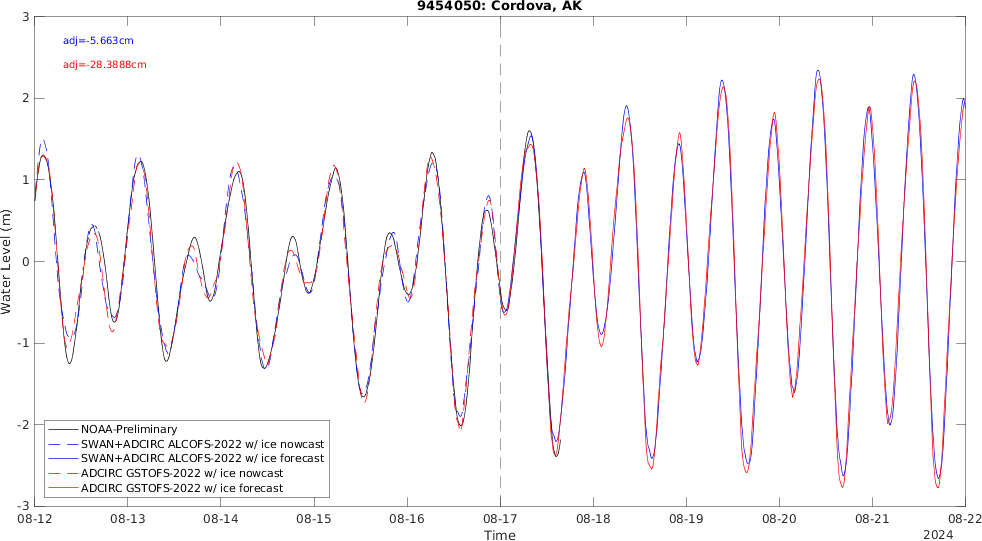 9454050: Cordova, AK
adj=-5.663cm
adj=-28.3888cm
Water Level (m)
3
2
1
0
-1
-2
-3
NOAA-Preliminary
SWAN+ADCIRC ALCOFS-2022 w/ ice nowcast
SWAN+ADCIRC ALCOFS-2022 w/ ice forecast
ADCIRC GSTOFS-2022 w/ ice nowcast
ADCIRC GSTOFS-2022 w/ ice forecast
08-12 08-13 08-14 08-15 08-16 08-17 08-18 08-19 08-20 08-21 08-22
Time
2024